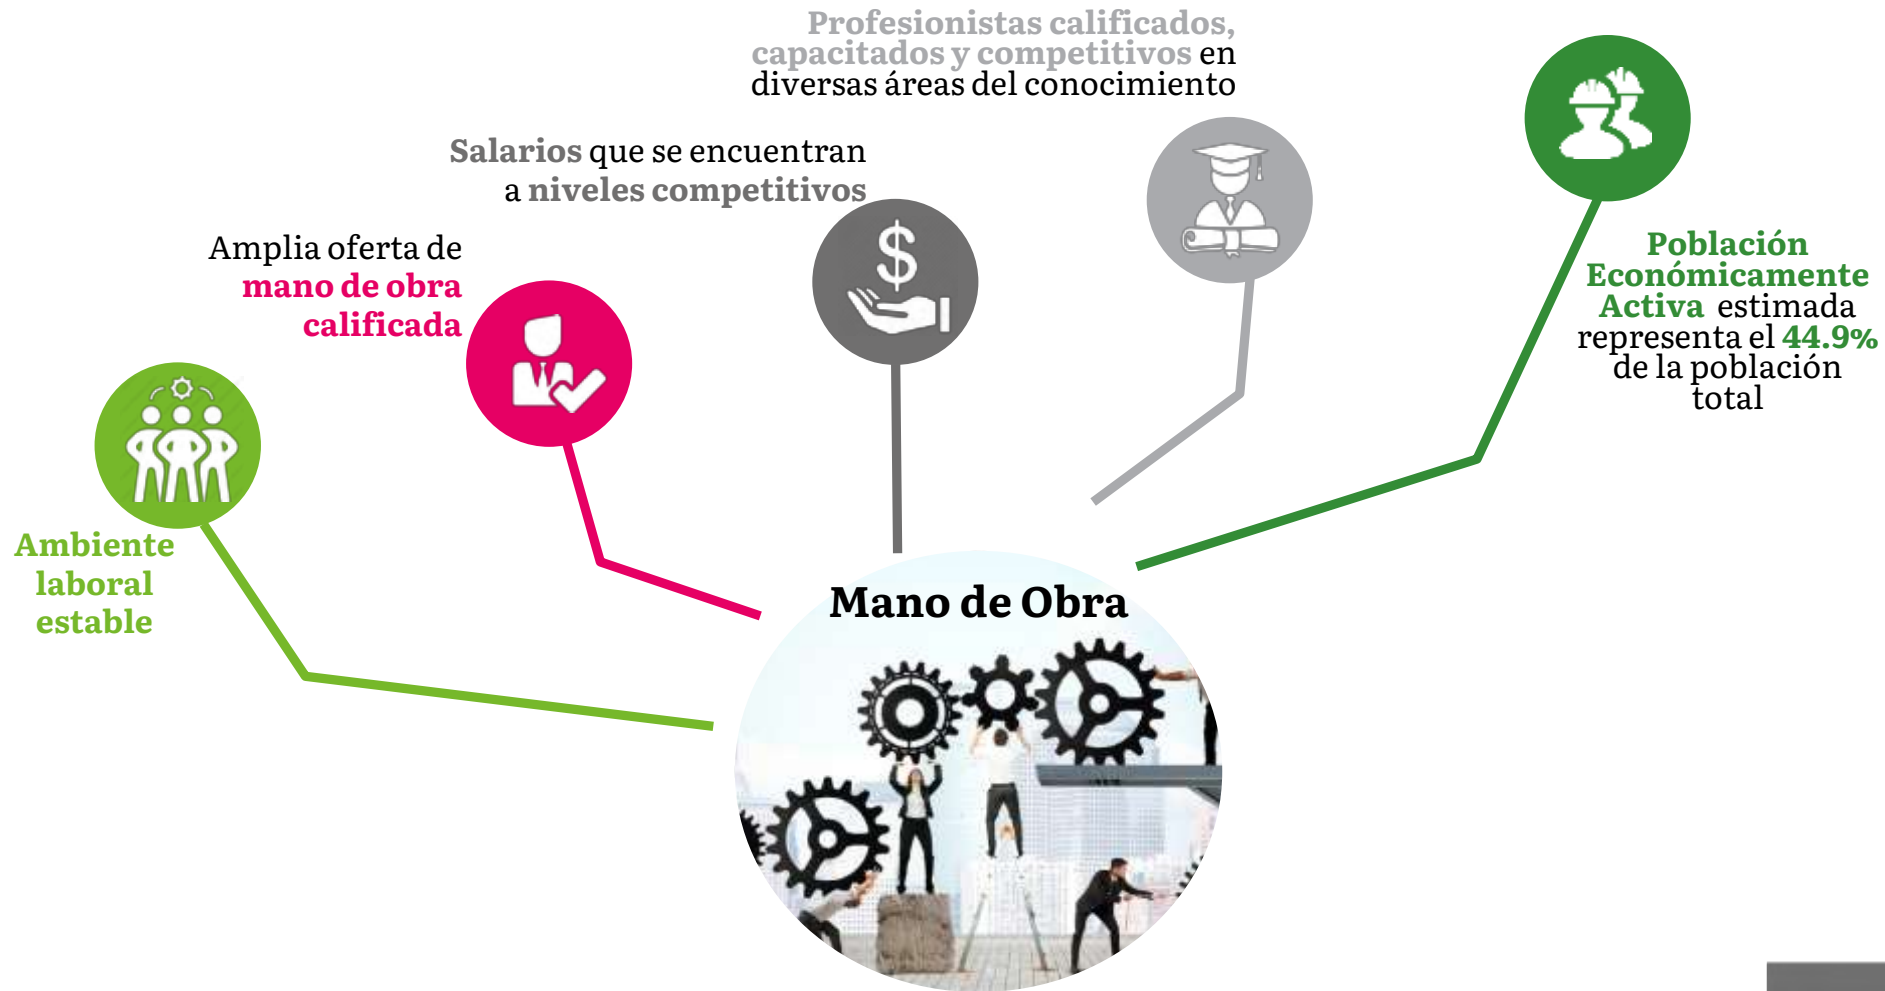 Profesionistas calificados,
capacitados y competitivos en
diversas áreas del conocimiento
Salarios que se encuentran
a niveles competitivos
Amplia oferta de
mano de obra
calificada
Población
Económicamente
Activa estimada
representa el 44.9%
de la población
total
Ambiente
laboral
estable
Mano de Obra